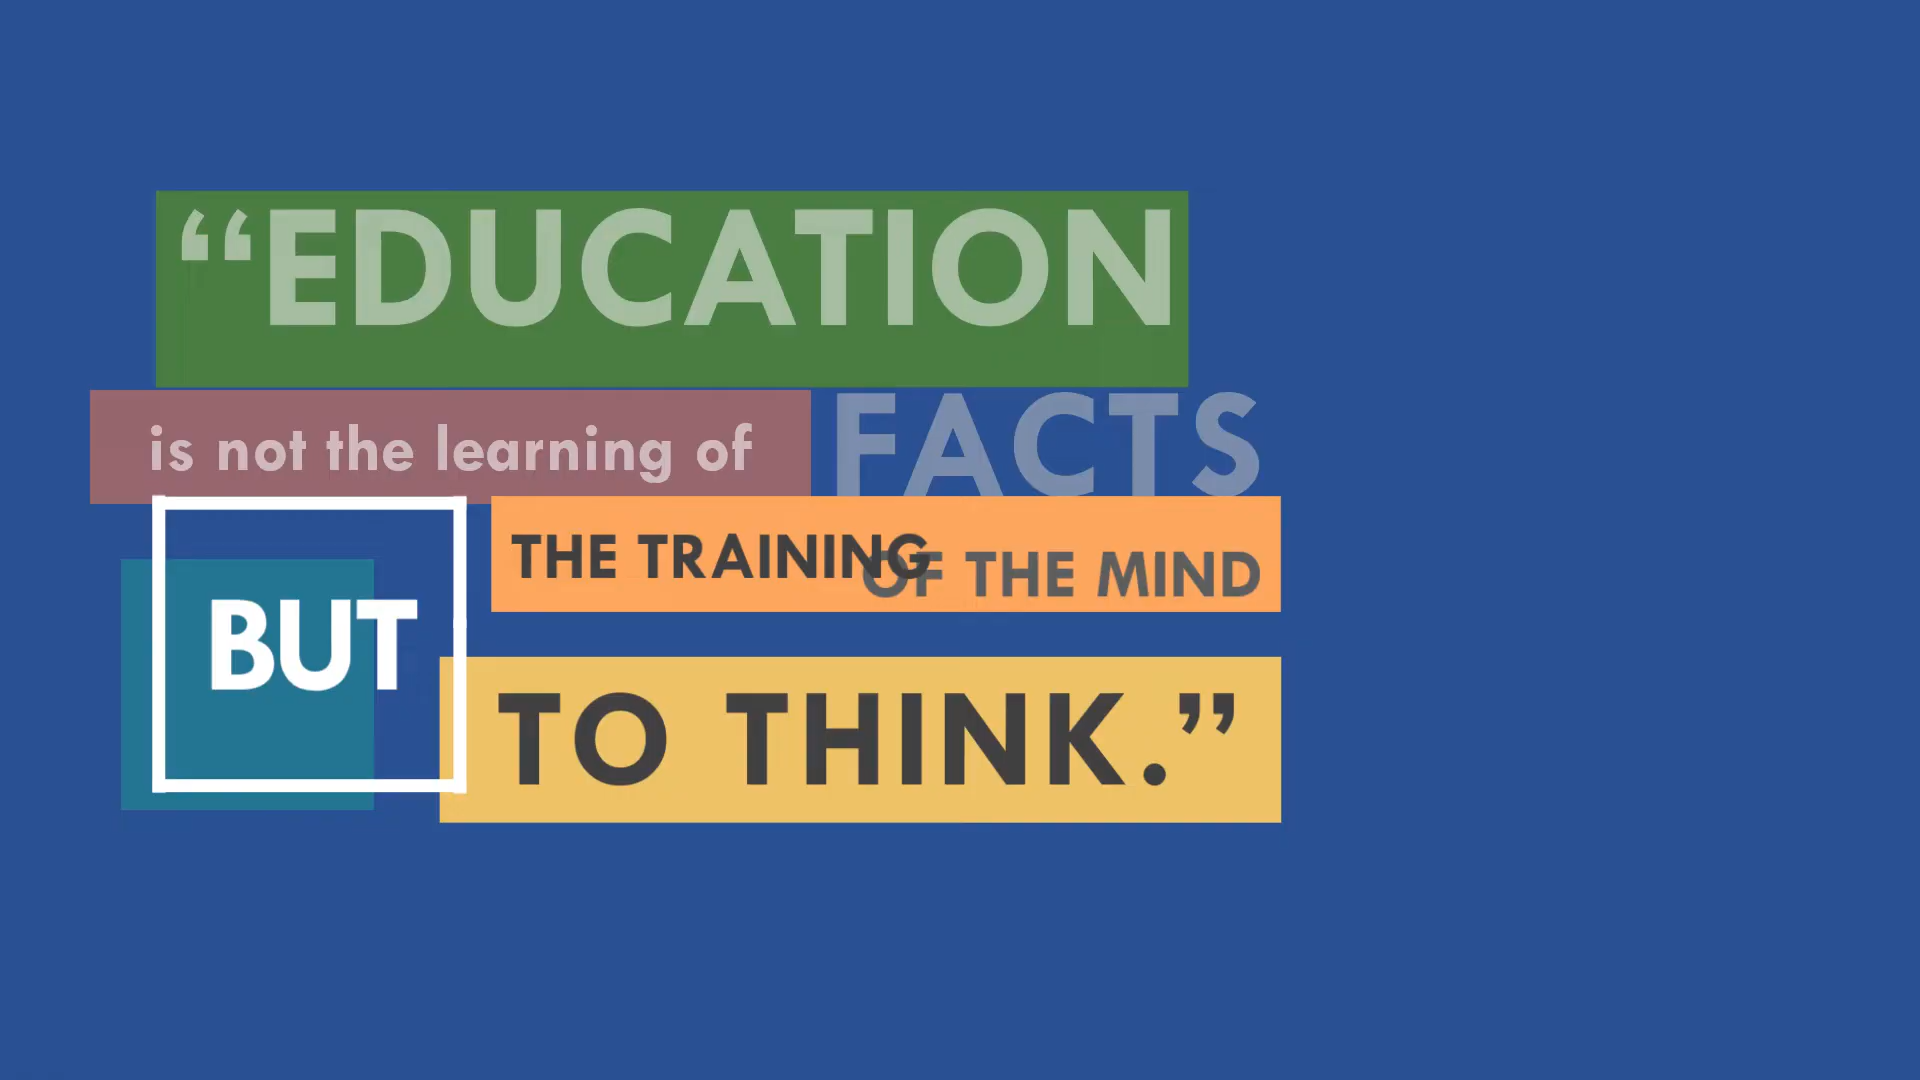 “EDUCATION
is not the learning of FACTS
BUT
THE TRAINING OF THE MIND
TO THINK.”